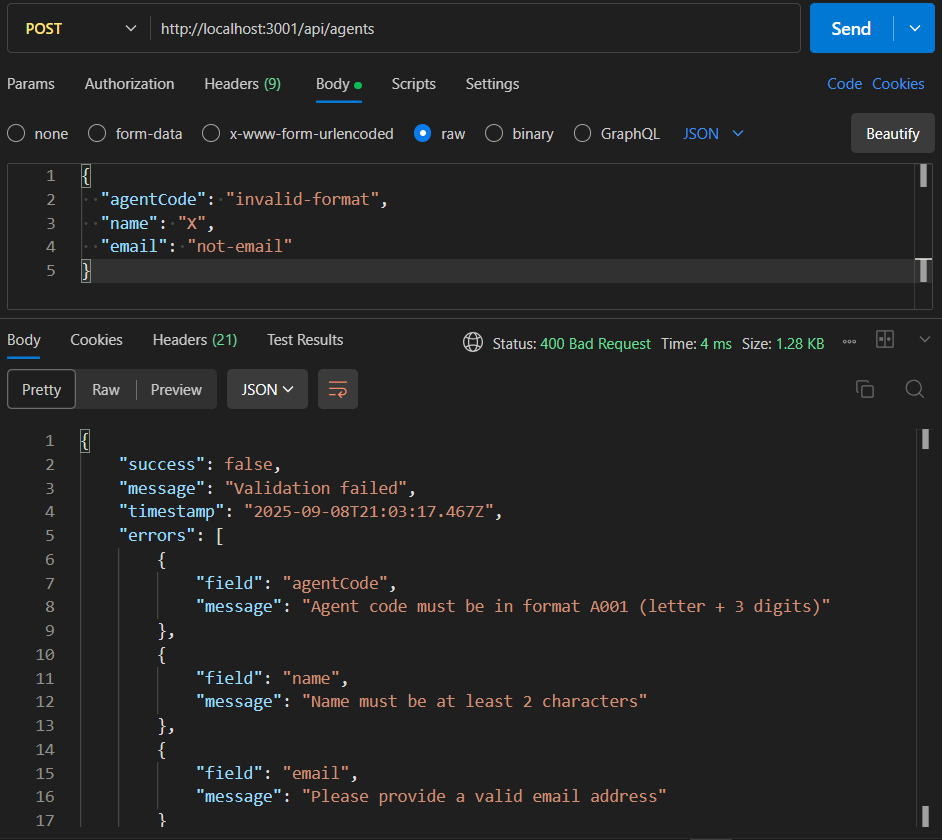 POST http://localhost:3001/api/agents Send
Params Authorization Headers (9) Body Scripts Settings Code Cookies
none form-data x-www-form-urlencoded raw binary GraphQL JSON Beautify
1 {
2 "agentCode": "invalid-format",
3 "name": "X",
4 "email": "not-email"
5 }
Body Cookies Headers (21) Test Results Status: 400 Bad Request Time: 4 ms Size: 1.28 KB
Pretty Raw Preview JSON
1 {
2 "success": false,
3 "message": "Validation failed",
4 "timestamp": "2025-09-08T21:03:17.467Z",
5 "errors": [
6 {
7 "field": "agentCode",
8 "message": "Agent code must be in format A001 (letter + 3 digits)"
9 },
10 {
11 "field": "name",
12 "message": "Name must be at least 2 characters"
13 },
14 {
15 "field": "email",
16 "message": "Please provide a valid email address"
17 }